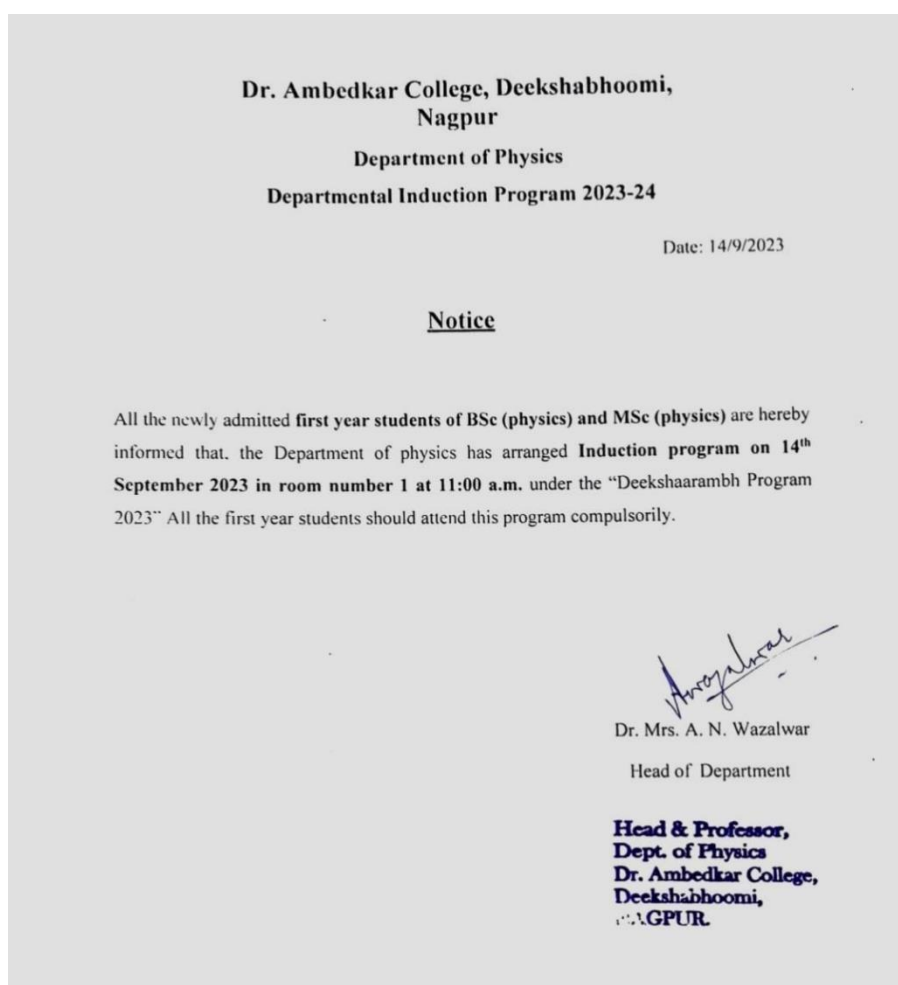 Dr. Ambedkar College, Deekshabhoomi,
Nagpur
Department of Physics
Departmental Induction Program 2023-24
Date: 14/9/2023
Notice
All the newly admitted first year students of BSc (physics) and MSc (physics) are hereby
informed that. the Department of physics has arranged Induction program on 14th
September 2023 in room number 1 at 11:00 a.m. under the “Deekshaarambh Program
2023” All the first year students should attend this program compulsorily.
Dr. Mrs. A. N. Wazalwar
Head of Department
Head & Professor,
Dept. of Physics
Dr. Ambedkar College,
Deekshabhoomi,